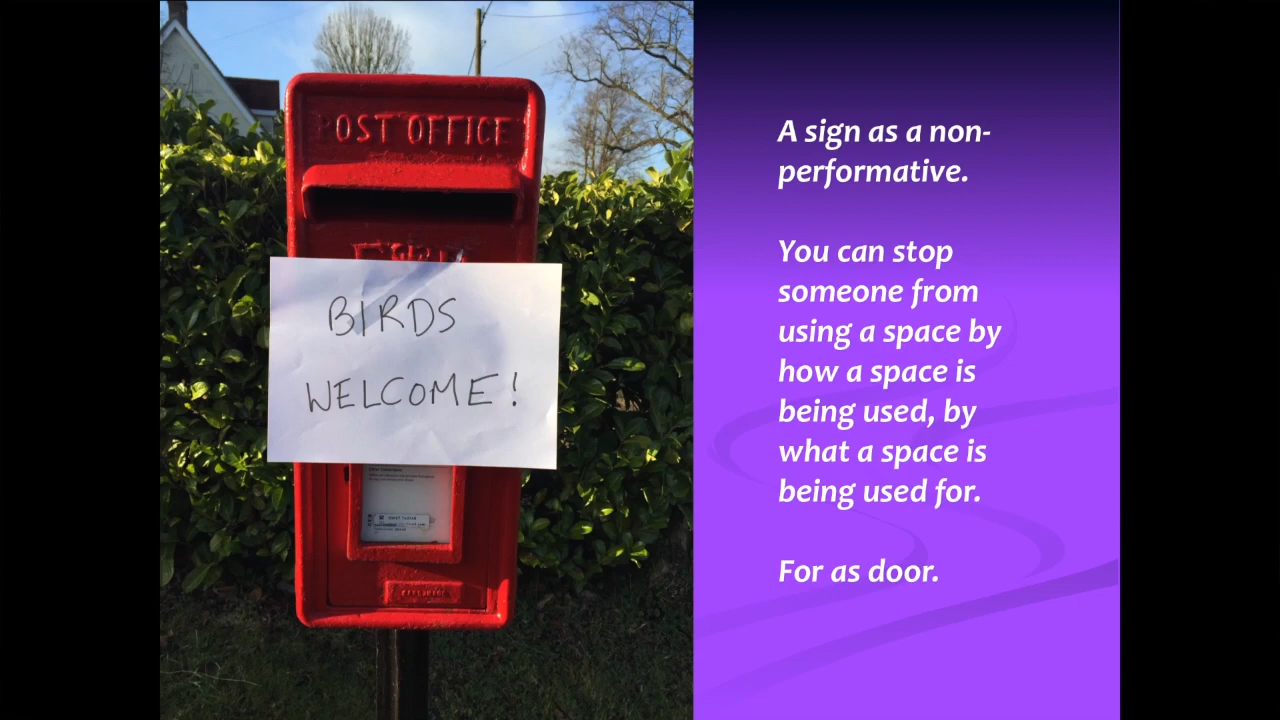 POST OFFICE
BIRDS
WELCOME!
A sign as a non-
performative.
You can stop
someone from
using a space by
how a space is
being used, by
what a space is
being used for.
For as door.